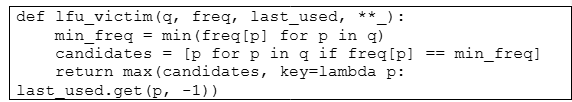 def lfu_victim(q, freq, last_used, **_):
    min_freq = min(freq[p] for p in q)
    candidates = [p for p in q if freq[p] == min_freq]
    return max(candidates, key=lambda p:
last_used.get(p, -1))